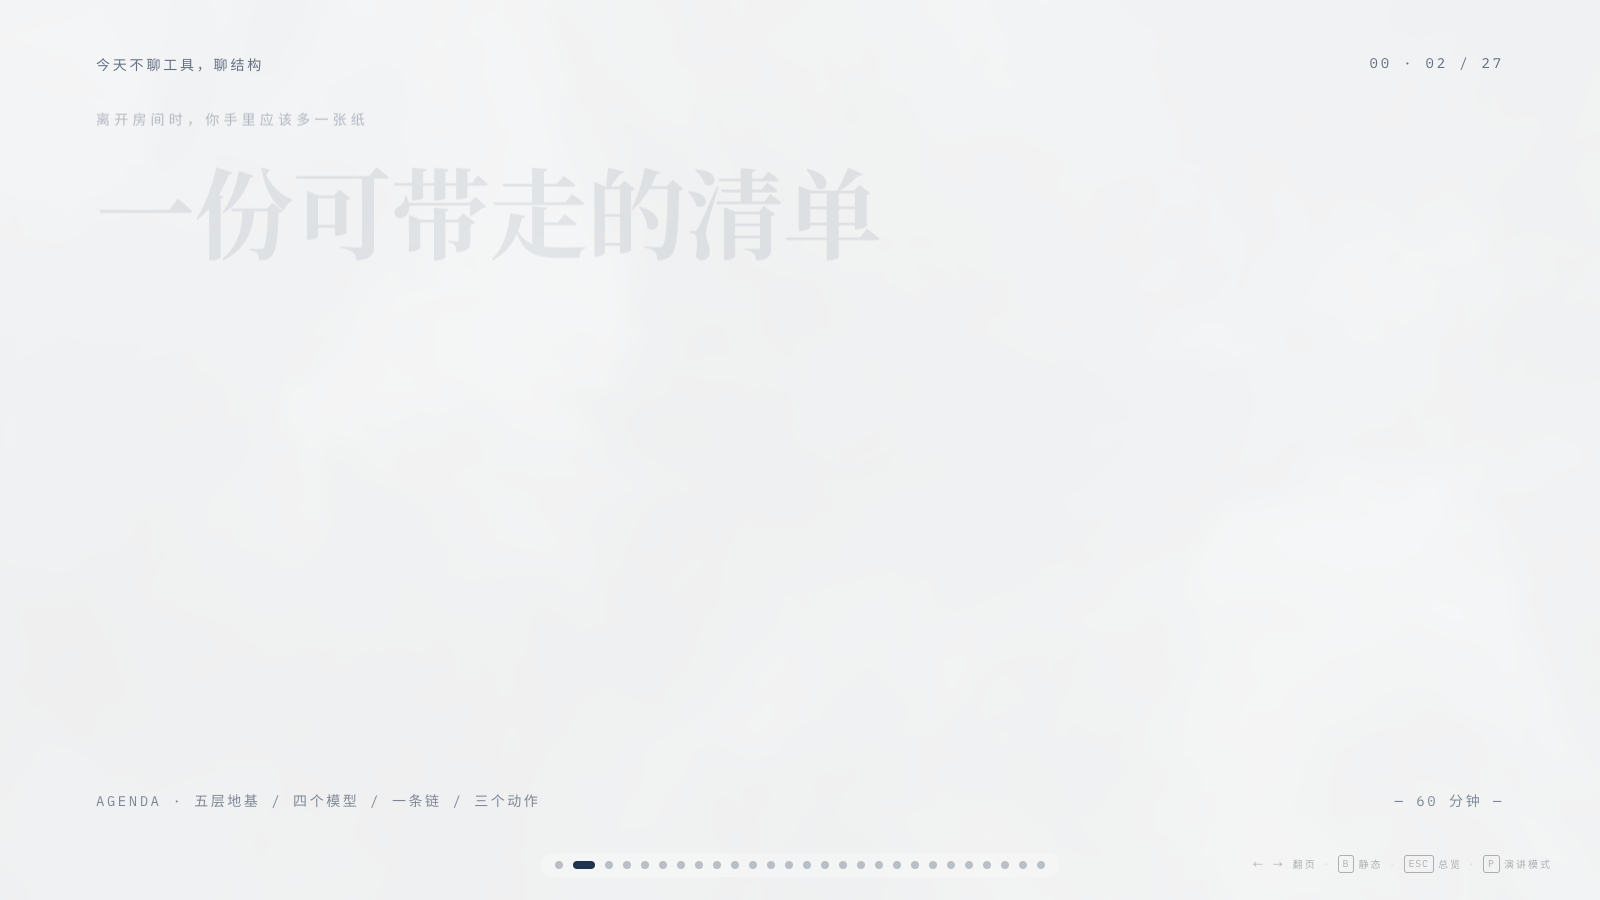 今天不聊工具，聊结构
00 · 02 / 27
离开房间时，你手里应该多一张纸
一份可带走的清单
AGENDA · 五层地基 / 四个模型 / 一条链 / 三个动作
— 60 分钟 —
← → 翻页 · B 静态 · ESC 总览 · P 演讲模式